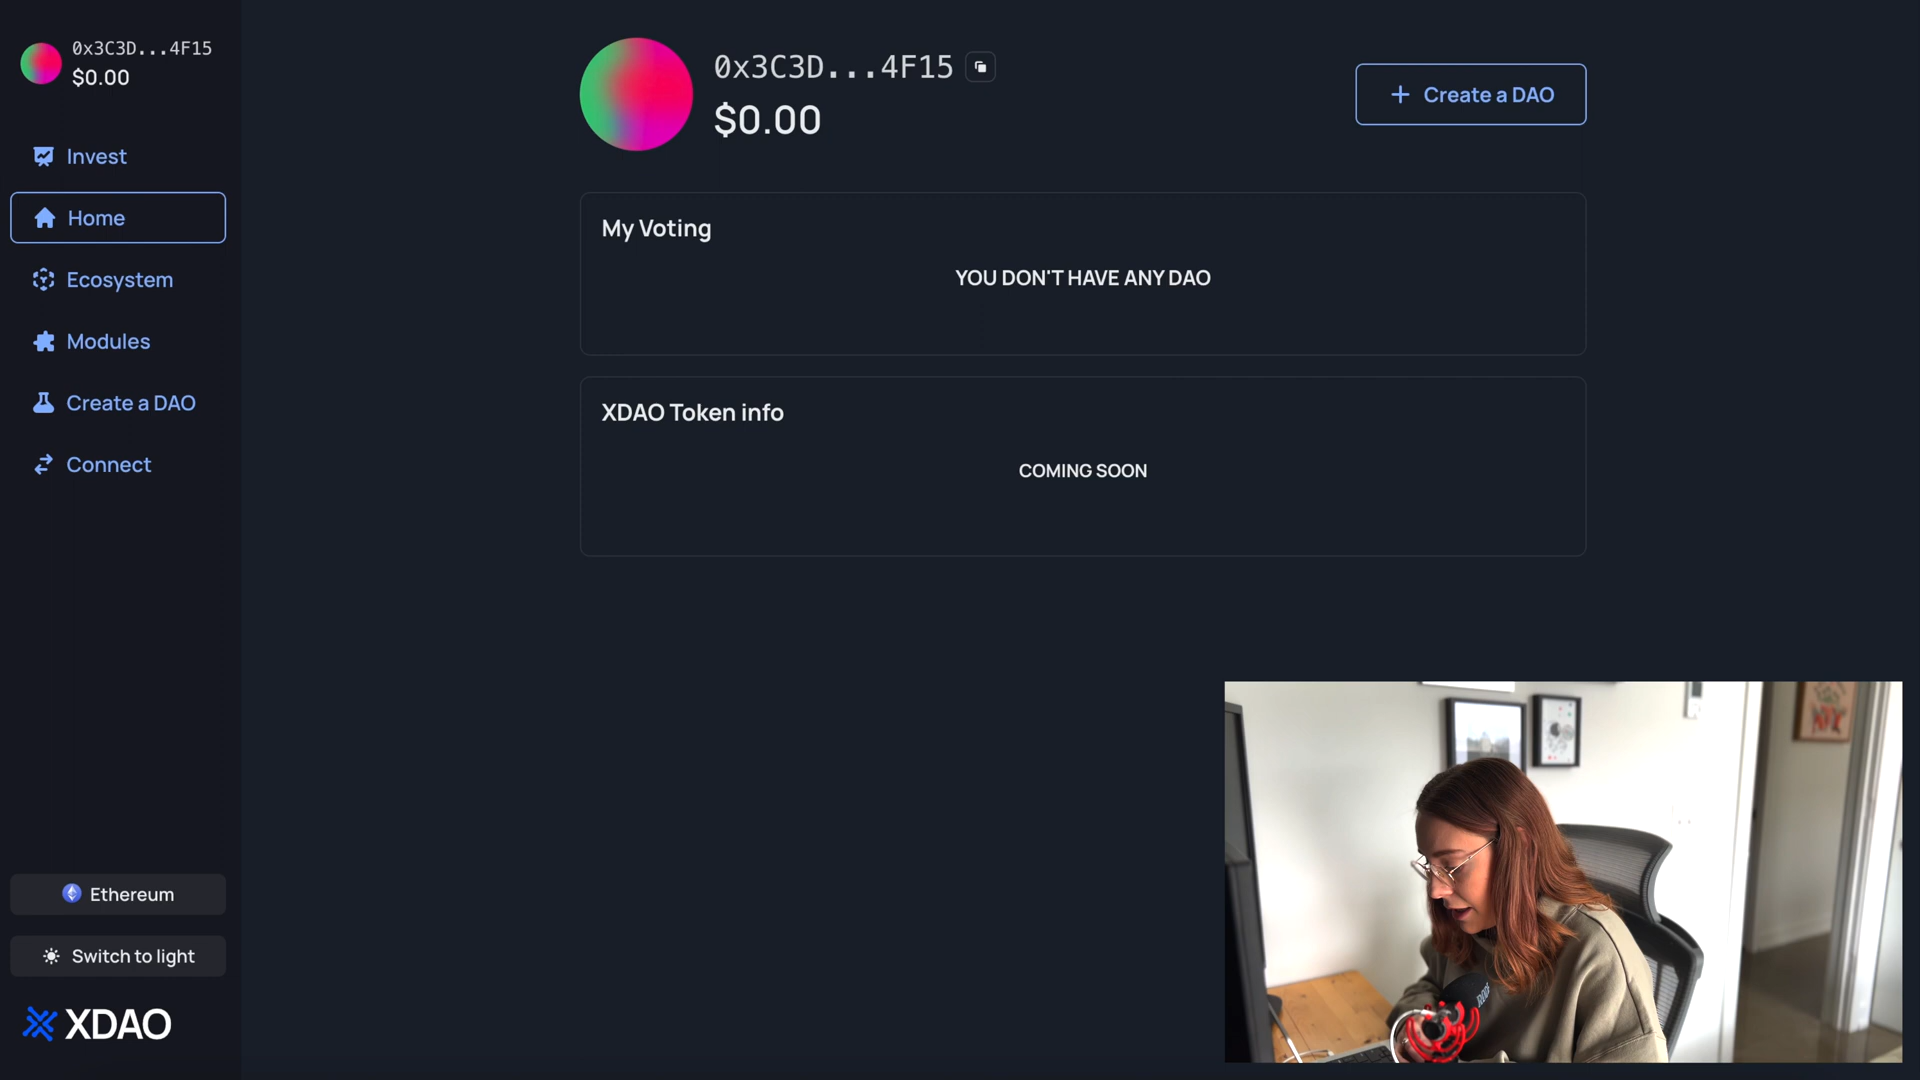 0x3C3D...4F15
$0.00
Invest
Home
Ecosystem
Modules
Create a DAO
Connect
Ethereum
Switch to light
XDAO
0x3C3D...4F15
$0.00
Create a DAO
My Voting
YOU DON'T HAVE ANY DAO
XDAO Token info
COMING SOON
RODE